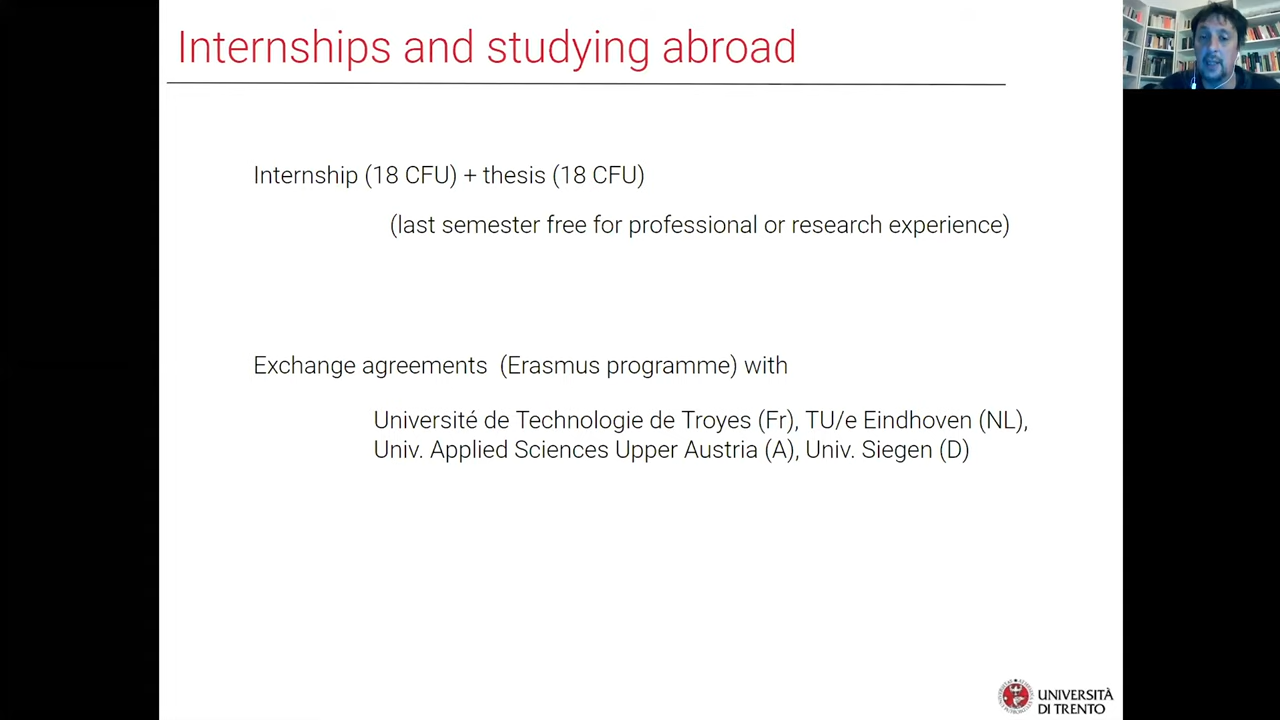 Internships and studying abroad
Internship (18 CFU) + thesis (18 CFU)
(last semester free for professional or research experience)
Exchange agreements (Erasmus programme) with
Université de Technologie de Troyes (Fr), TU/e Eindhoven (NL),
Univ. Applied Sciences Upper Austria (A), Univ. Siegen (D)
UNIVERSITÀ
DI TRENTO